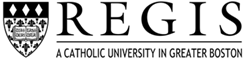 REGIS
A CATHOLIC UNIVERSITY IN GREATER BOSTON